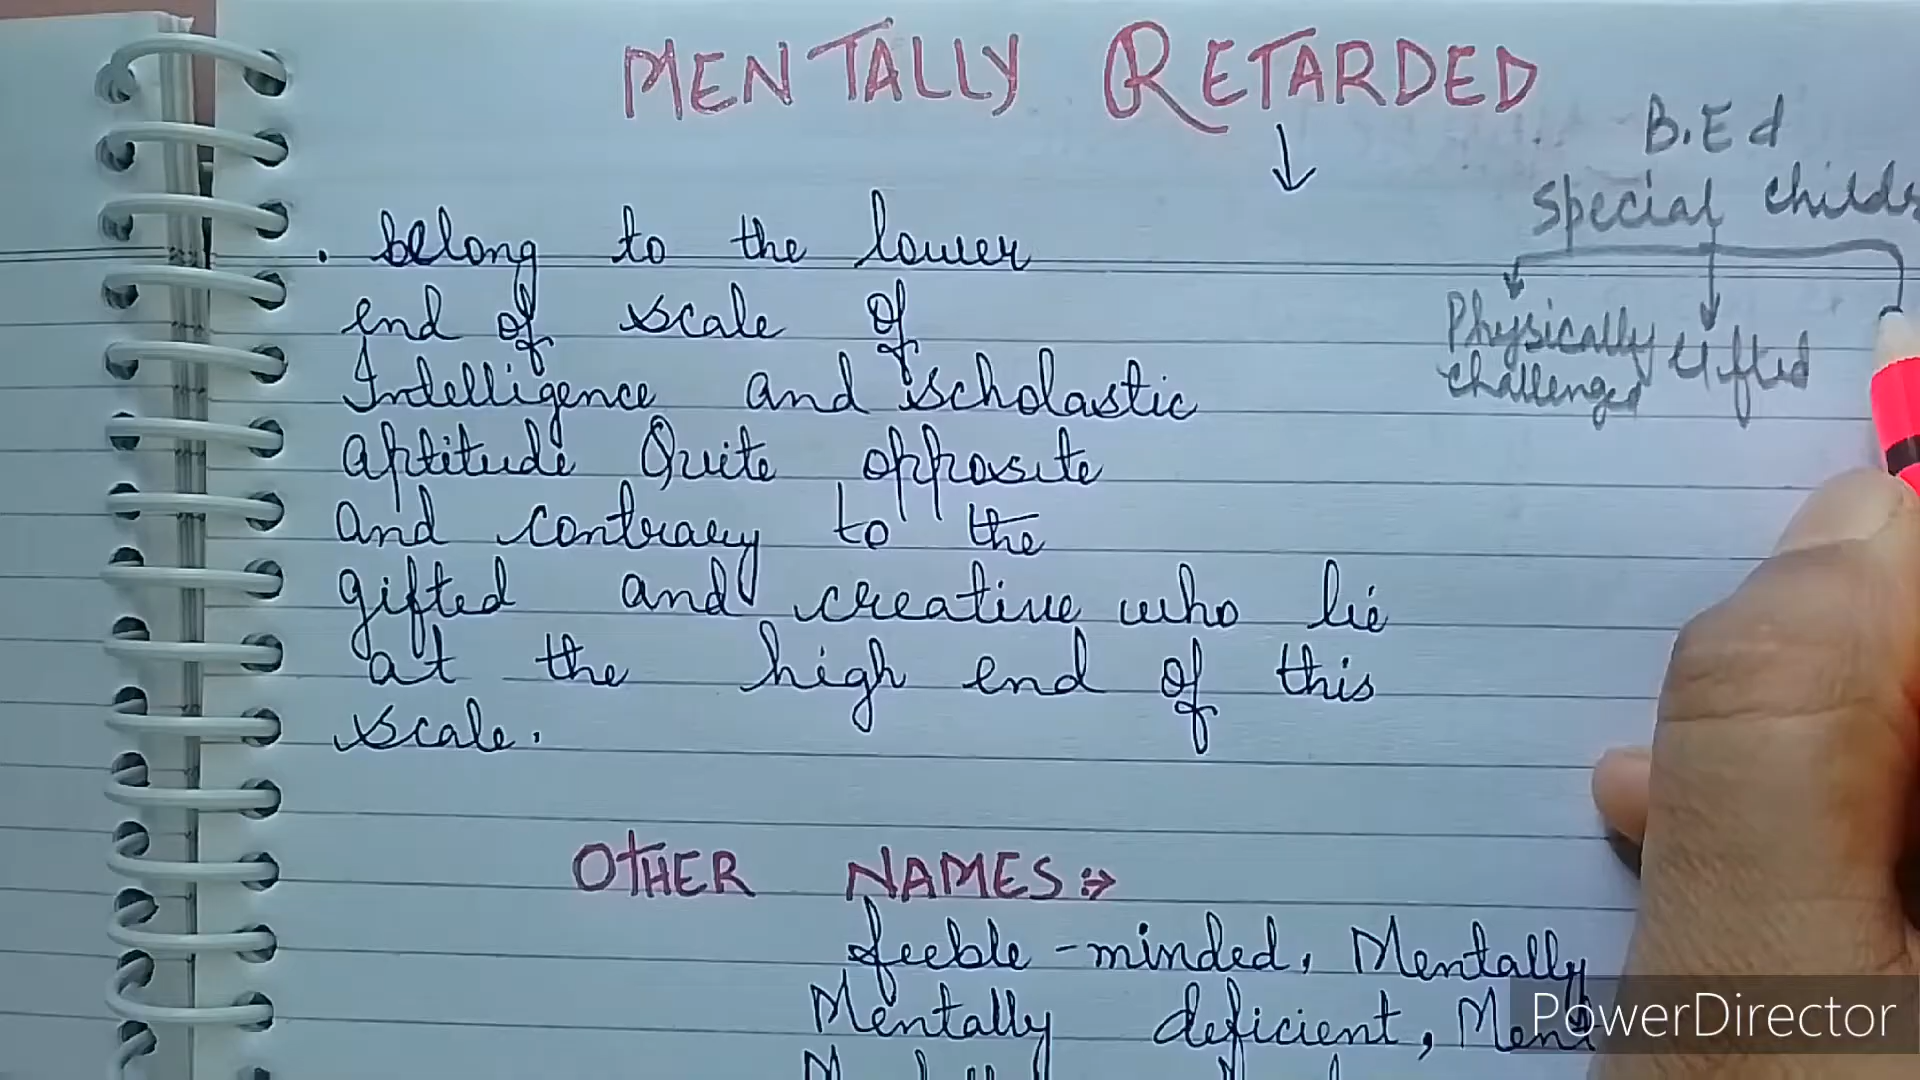 MENTALLY RETARDED
B.Ed
Special Childs
Physically
challenged
Gifted
. belong to the lower
end of scale of
Intelligence and scholastic
aptitude Quite opposite
and contrary to the
gifted and creative who lie
at the high end of this
scale.
OTHER NAMES :→
feeble-minded, Mentally
Mentally deficient, Ment
PowerDirector